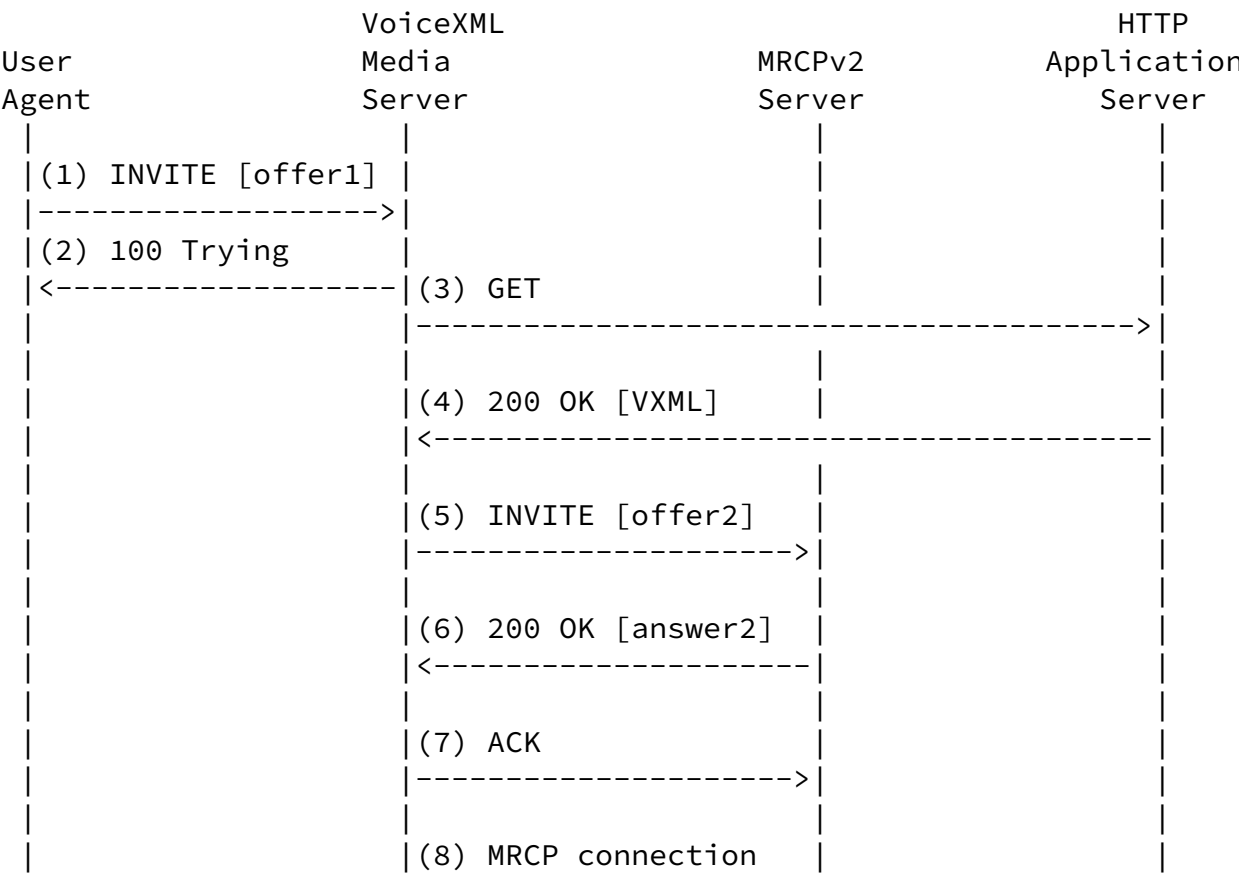 VoiceXML HTTP
User Media MRCPv2 Application
Agent Server Server Server
(1) INVITE [offer1]
(2) 100 Trying
(3) GET
(4) 200 OK [VXML]
(5) INVITE [offer2]
(6) 200 OK [answer2]
(7) ACK
(8) MRCP connection